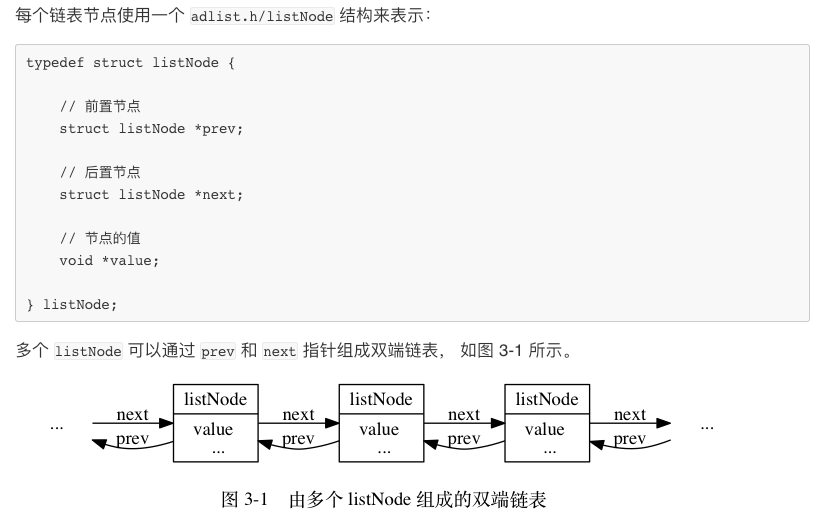 每个链表节点使用一个 adlist.h/listNode 结构来表示：
typedef struct listNode {
// 前置节点
struct listNode *prev;
// 后置节点
struct listNode *next;
// 节点的值
void *value;
} listNode;
多个 listNode 可以通过 prev 和 next 指针组成双端链表， 如图 3-1 所示。
listNode listNode listNode
... next value next value next value next ...
prev ... prev ... prev ... prev
图 3-1 由多个 listNode 组成的双端链表